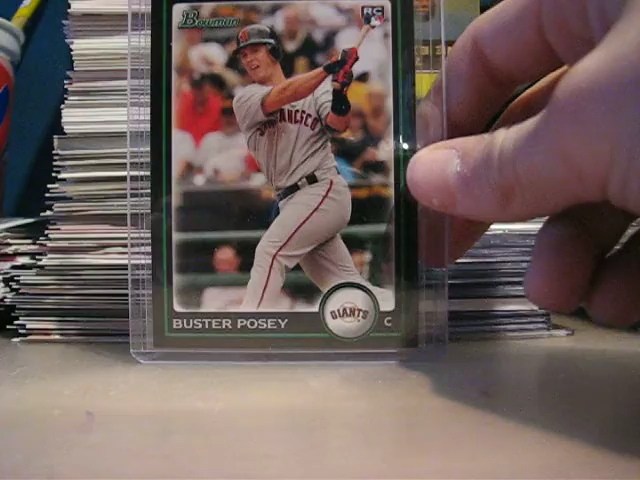 Bowman
RC
SAN FRANCISCO
BUSTER POSEY
GIANTS
C